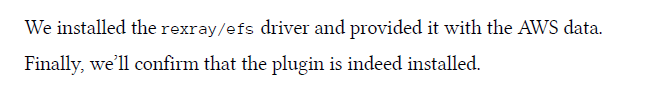 We installed the rexray/efs driver and provided it with the AWS data.
Finally, we’ll confirm that the plugin is indeed installed.